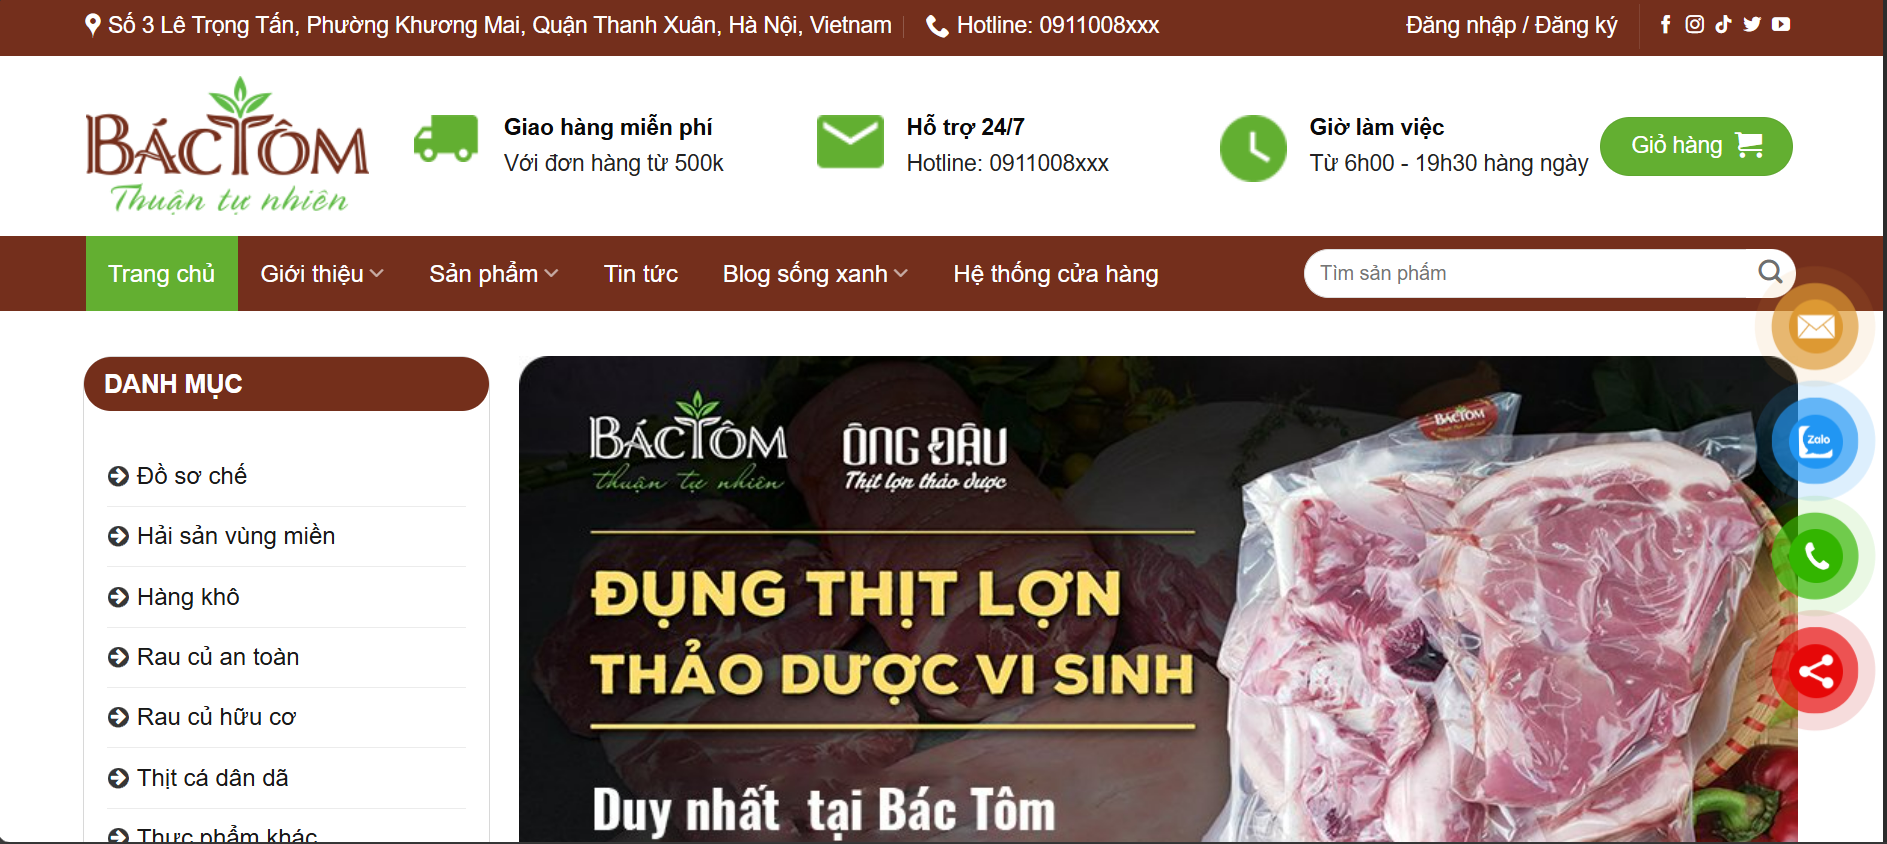 Số 3 Lê Trọng Tấn, Phường Khương Mai, Quận Thanh Xuân, Hà Nội, Vietnam
Hotline: 0911008xxx
Đăng nhập / Đăng ký
BÁCTÔM
Thuận tự nhiên
Giao hàng miễn phí
Với đơn hàng từ 500k
Hỗ trợ 24/7
Hotline: 0911008xxx
Giờ làm việc
Từ 6h00 - 19h30 hàng ngày
Giỏ hàng
Trang chủ
Giới thiệu
Sản phẩm
Tin tức
Blog sống xanh
Hệ thống cửa hàng
Tìm sản phẩm
DANH MỤC
Đồ sơ chế
Hải sản vùng miền
Hàng khô
Rau củ an toàn
Rau củ hữu cơ
Thịt cá dân dã
Thực phẩm khác
BÁCTÔM
thuận tự nhiên
ÔNG ĐẬU
Thịt lợn thảo dược
ĐỤNG THỊT LỢN
THẢO DƯỢC VI SINH
Duy nhất tại Bác Tôm
BÁCTÔM
Zalo